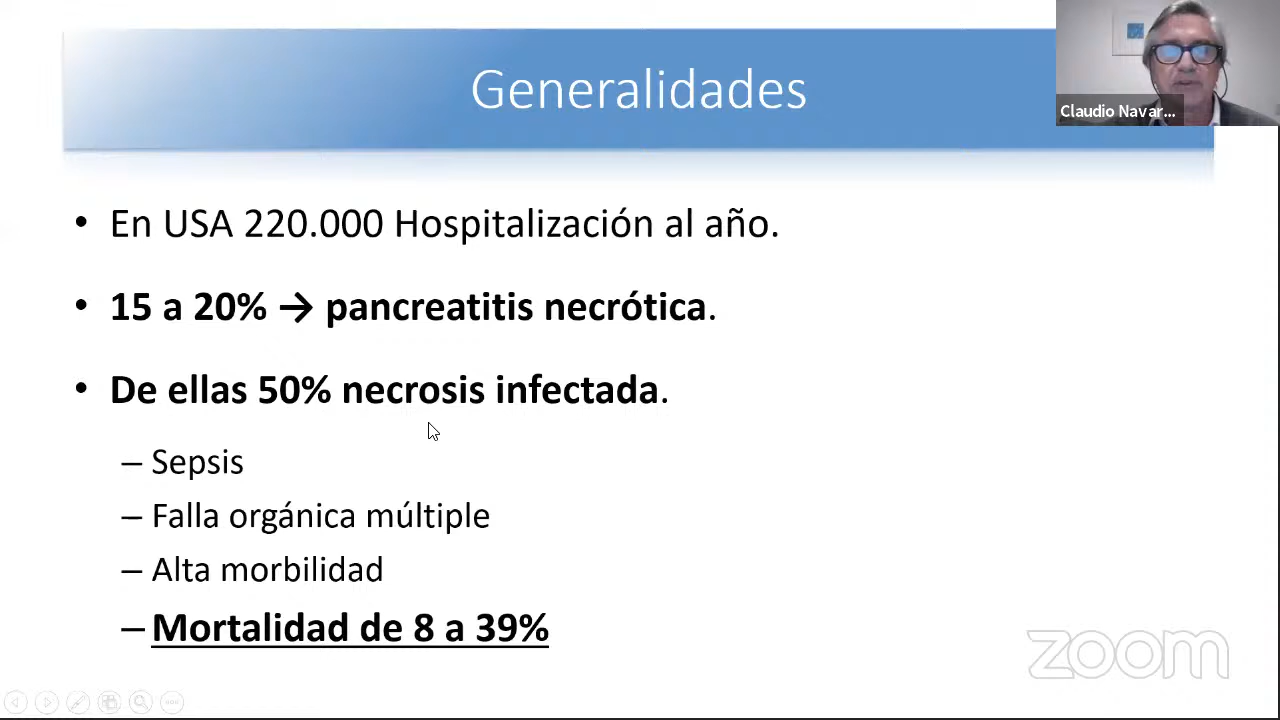 Generalidades
Claudio Navar...
• En USA 220.000 Hospitalización al año.
• 15 a 20% → pancreatitis necrótica.
• De ellas 50% necrosis infectada.
– Sepsis
– Falla orgánica múltiple
– Alta morbilidad
– Mortalidad de 8 a 39%
zoom